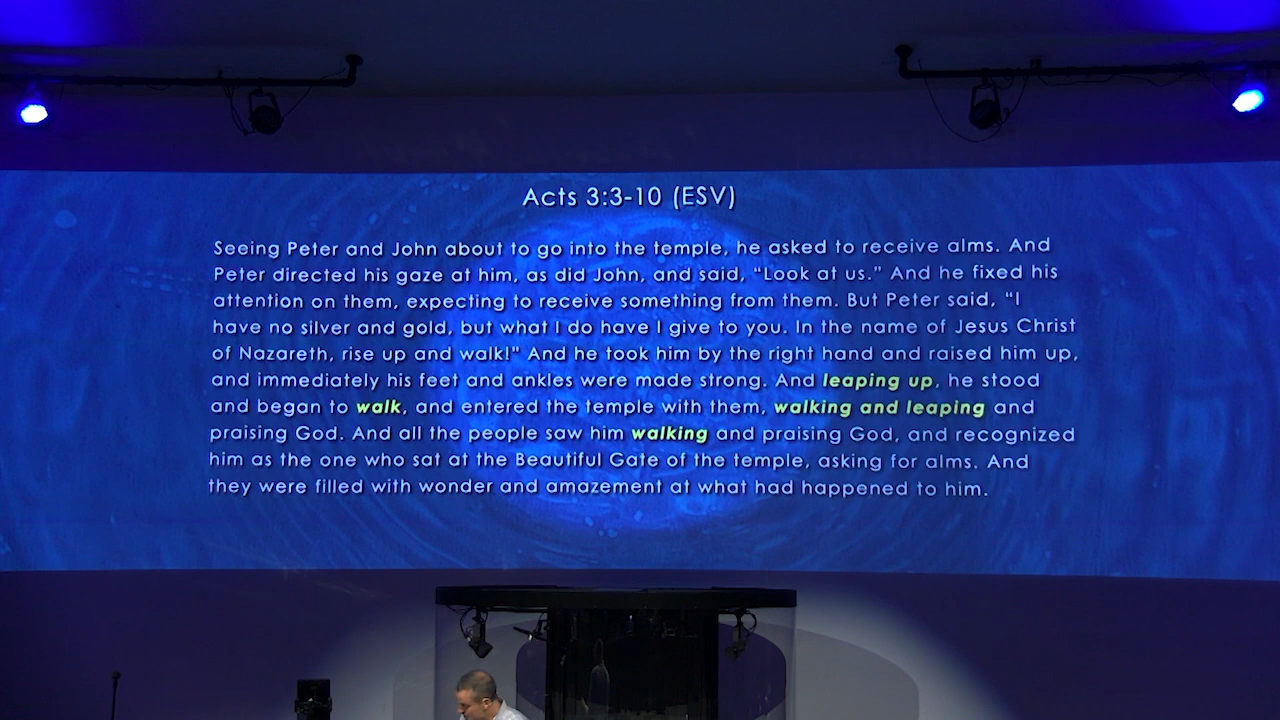 Acts 3:3-10 (ESV)
Seeing Peter and John about to go into the temple, he asked to receive alms. And
Peter directed his gaze at him, as did John, and said, “Look at us.” And he fixed his
attention on them, expecting to receive something from them. But Peter said, “I
have no silver and gold, but what I do have I give to you. In the name of Jesus Christ
of Nazareth, rise up and walk!” And he took him by the right hand and raised him up,
and immediately his feet and ankles were made strong. And leaping up, he stood
and began to walk, and entered the temple with them, walking and leaping and
praising God. And all the people saw him walking and praising God, and recognized
him as the one who sat at the Beautiful Gate of the temple, asking for alms. And
they were filled with wonder and amazement at what had happened to him.